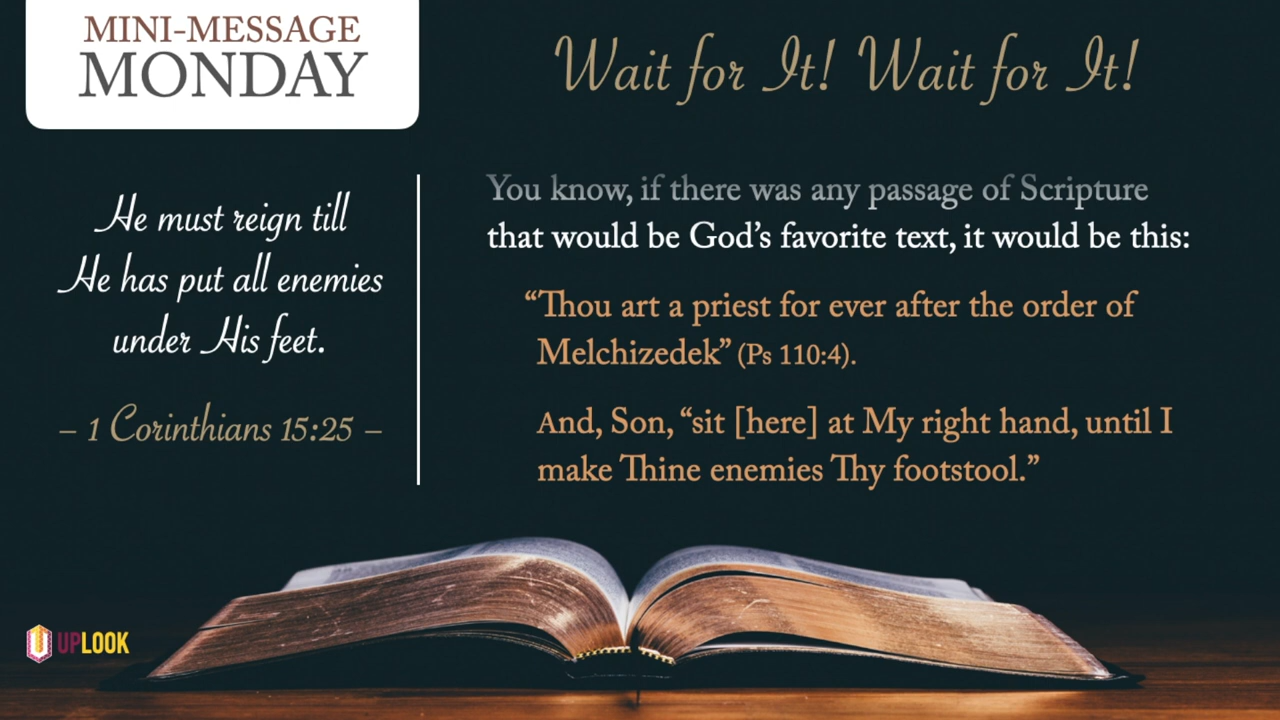 MINI-MESSAGE
MONDAY
Wait for It! Wait for It!
He must reign till
He has put all enemies
under His feet.
– 1 Corinthians 15:25 –
You know, if there was any passage of Scripture
that would be God’s favorite text, it would be this:
“Thou art a priest for ever after the order of
Melchizedek” (Ps 110:4).
And, Son, “sit [here] at My right hand, until I
make Thine enemies Thy footstool.”
UPLOOK